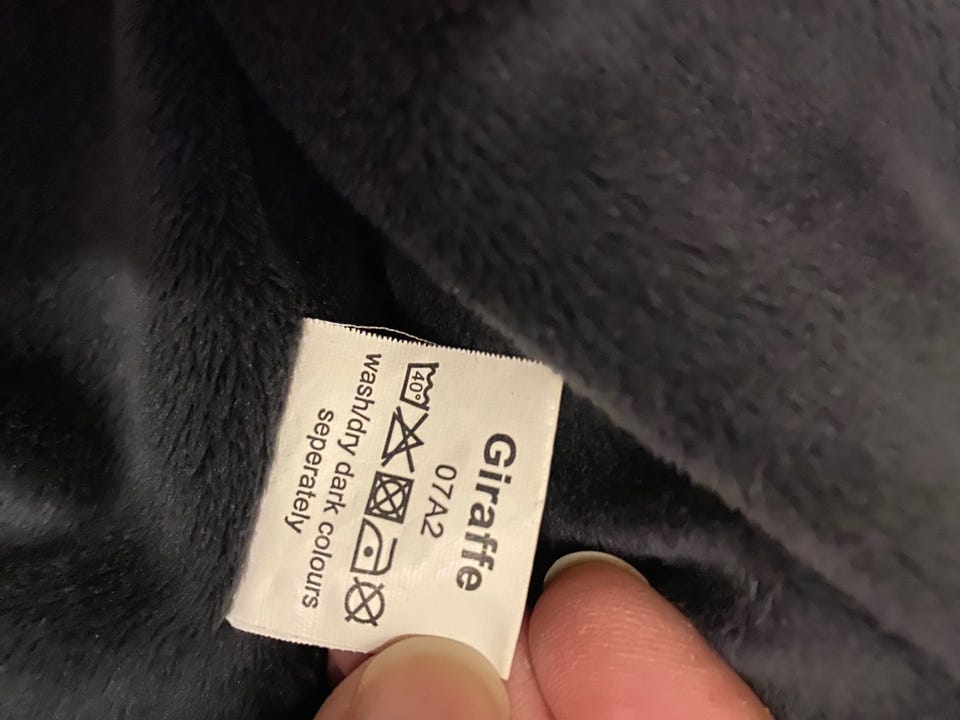 Giraffe
07A2
40°
wash/dry dark colours
seperately